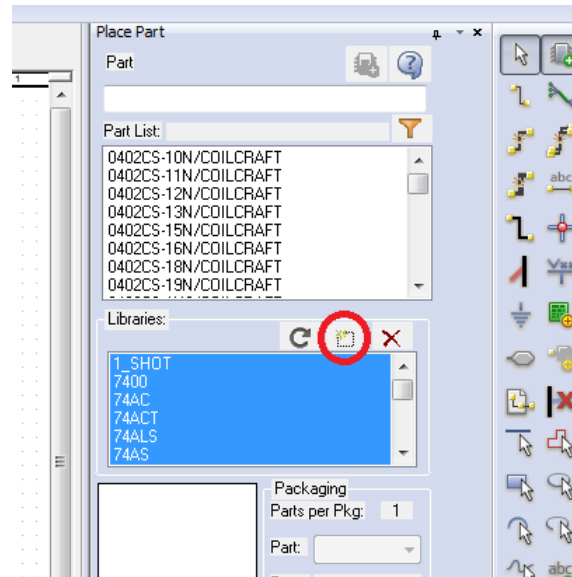 Place Part
Part
1
Part List:
0402CS-10N/COILCRAFT
0402CS-11N/COILCRAFT
0402CS-12N/COILCRAFT
0402CS-13N/COILCRAFT
0402CS-15N/COILCRAFT
0402CS-16N/COILCRAFT
0402CS-18N/COILCRAFT
0402CS-19N/COILCRAFT
abc
Libraries:
1_SHOT
7400
74AC
74ACT
74ALS
74AS
Packaging
Parts per Pkg: 1
Part:
abc